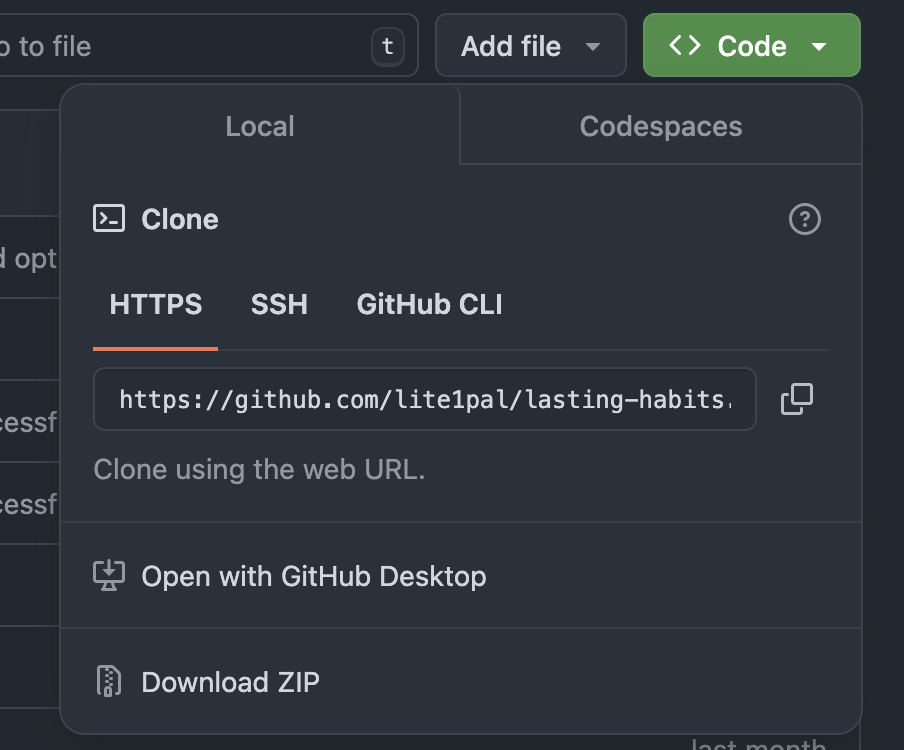 o to file
t
Add file
Code
Local
Codespaces
Clone
HTTPS
SSH
GitHub CLI
d opt
https://github.com/lite1pal/lasting-habits.
cessf
Clone using the web URL.
cessf
Open with GitHub Desktop
Download ZIP
last month